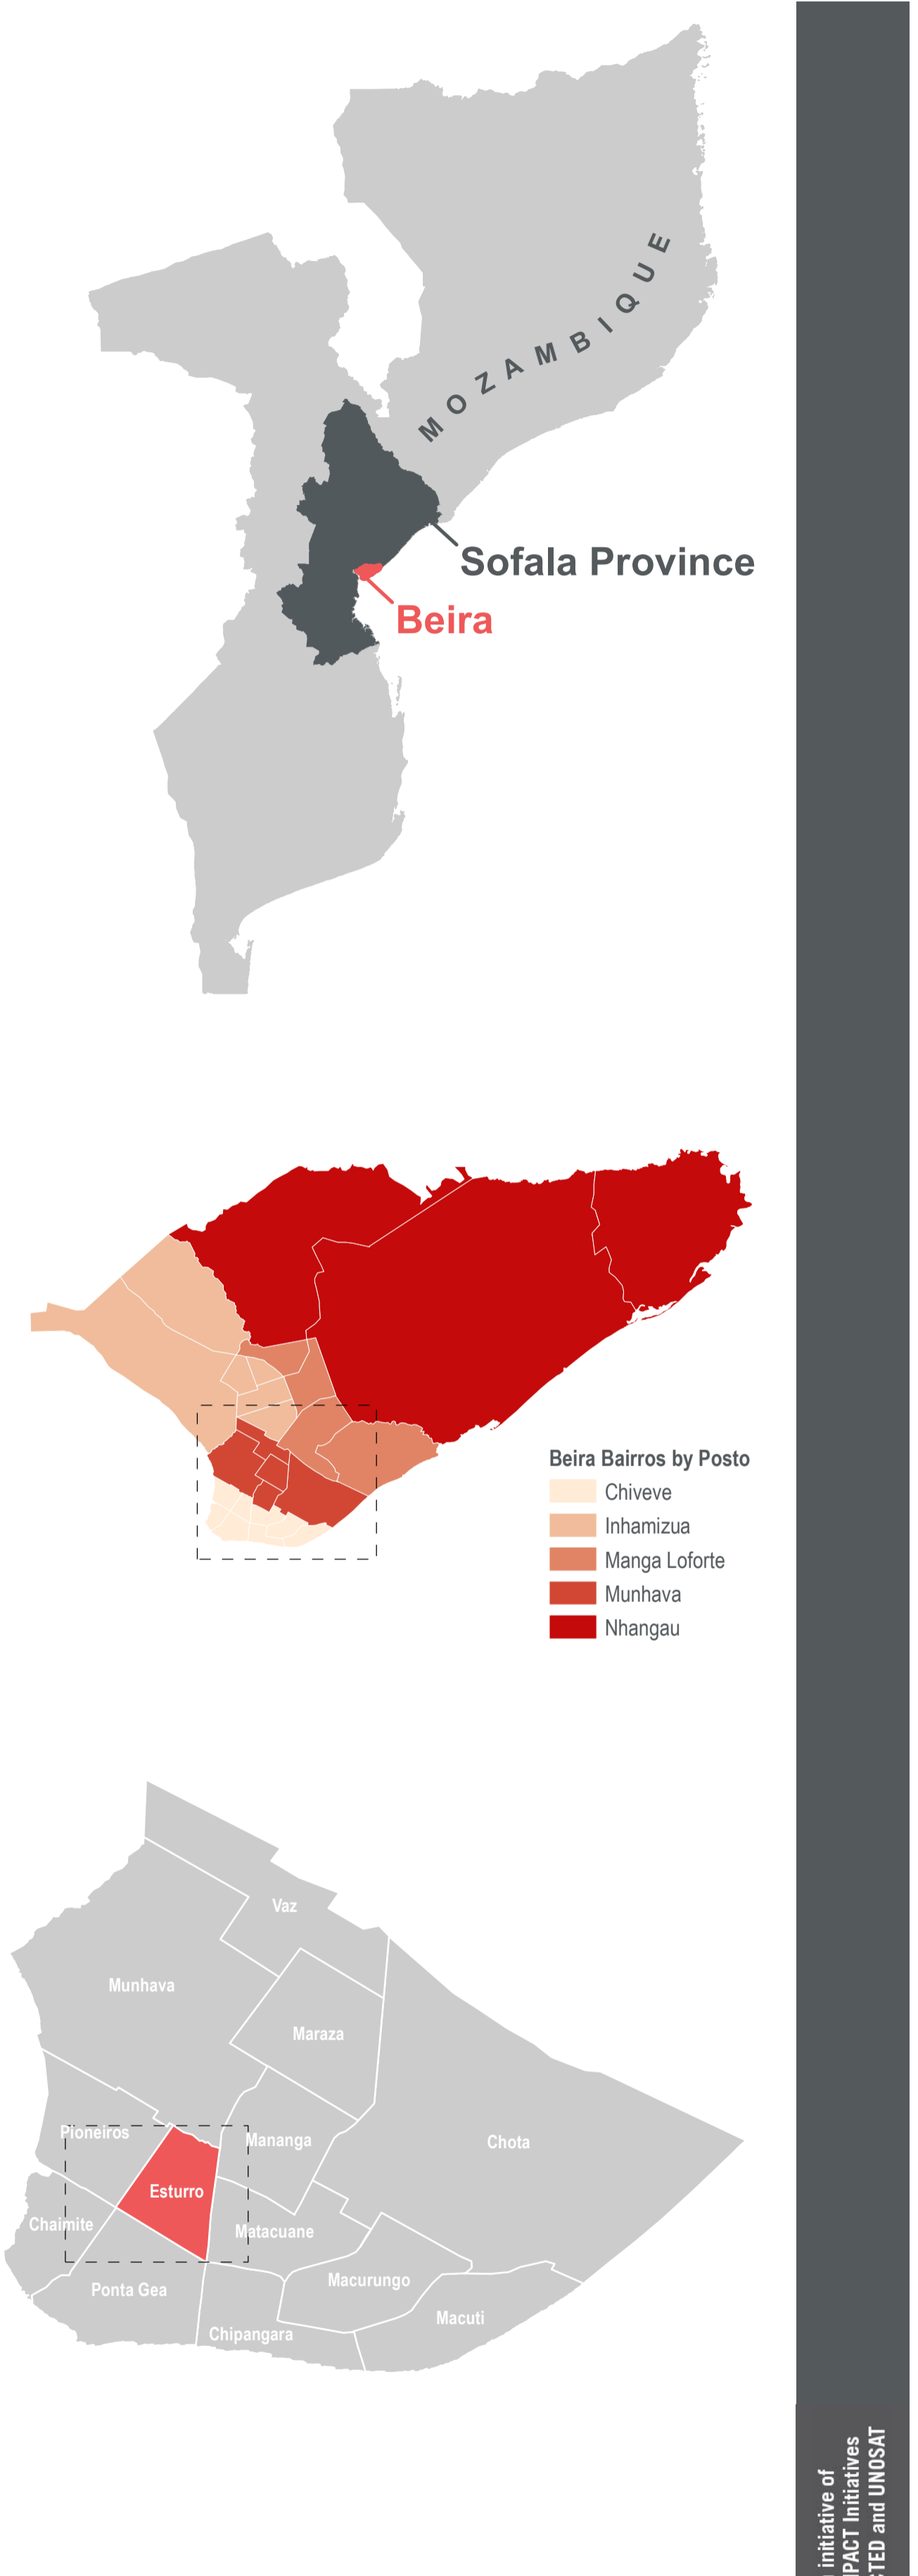 MOZAMBIQUE
Sofala Province
Beira
Beira Bairros by Posto
Chiveve
Inhamizua
Manga Loforte
Munhava
Nhangau
Vaz
Munhava
Maraza
Pioneiros
Mananga
Chota
Esturro
Chaimite
Matacuane
Ponta Gea
Macurungo
Macuti
Chipangara
initiative of
PACT Initiatives
TED and UNOSAT